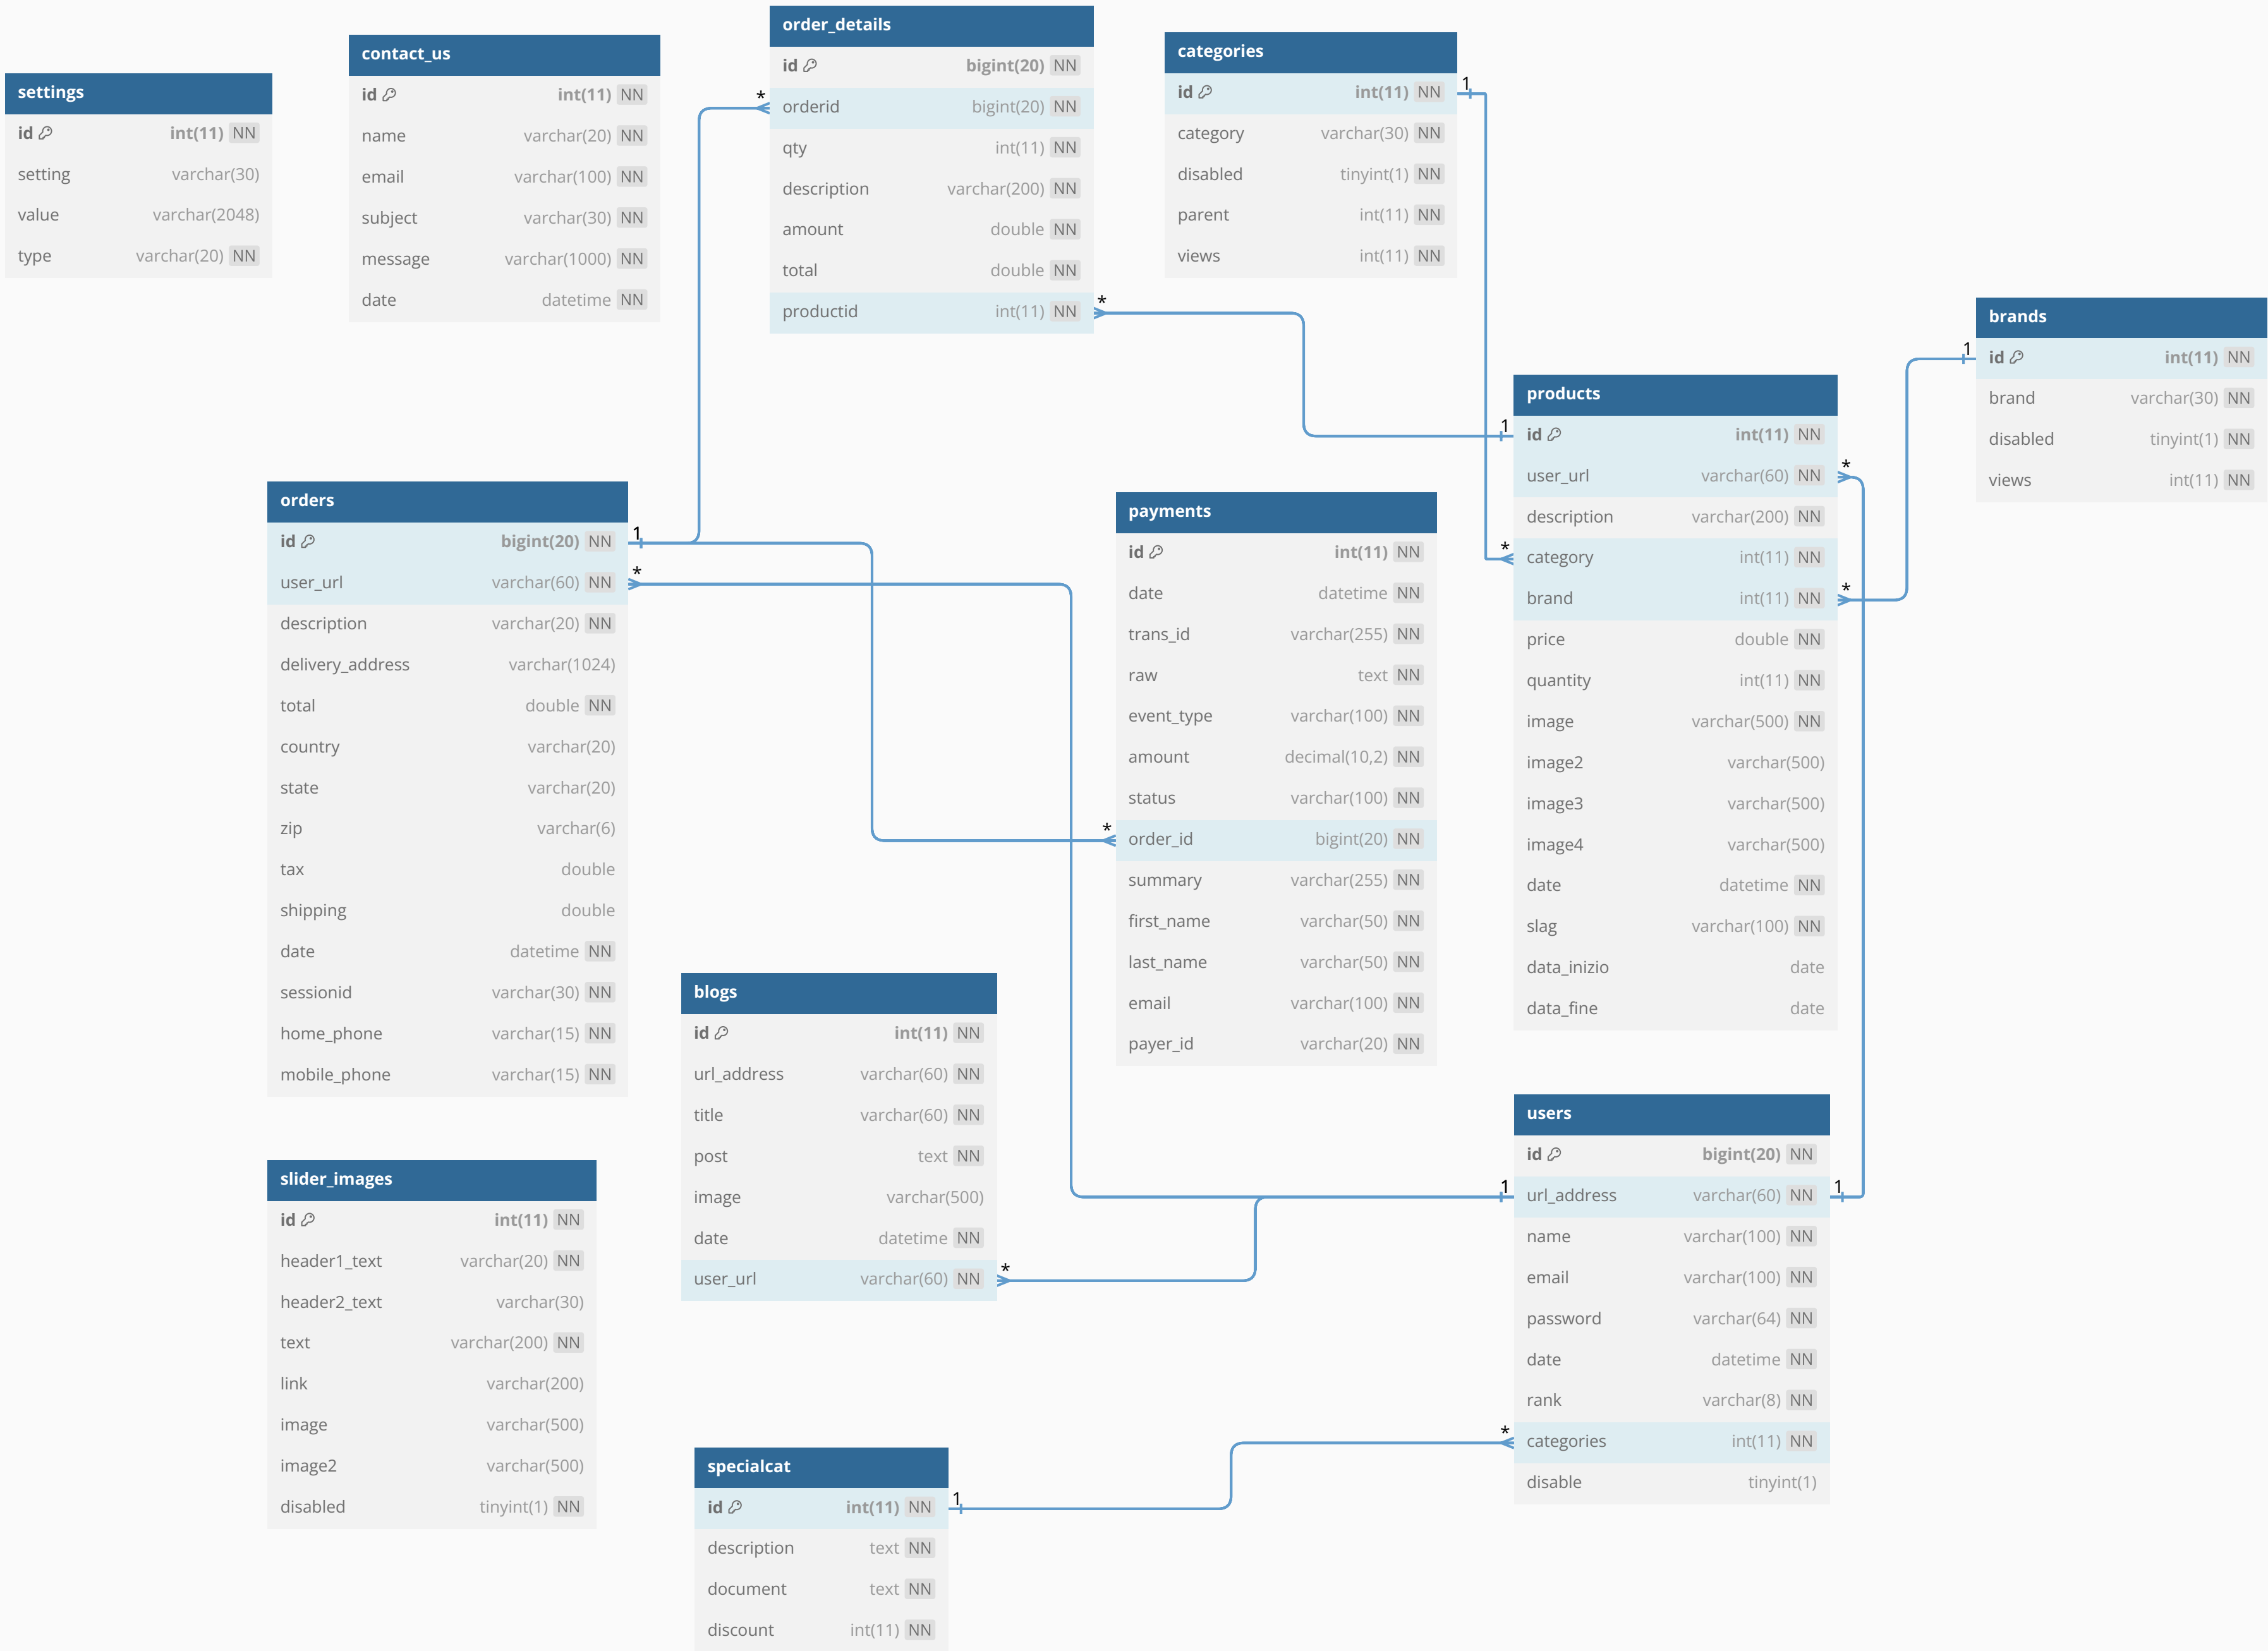 settings
id int(11) NN
setting varchar(30)
value varchar(2048)
type varchar(20) NN
contact_us
id int(11) NN
name varchar(20) NN
email varchar(100) NN
subject varchar(30) NN
message varchar(1000) NN
date datetime NN
order_details
id bigint(20) NN
* orderid bigint(20) NN
qty int(11) NN
description varchar(200) NN
amount double NN
total double NN
productid int(11) NN *
categories
id int(11) NN 1
category varchar(30) NN
disabled tinyint(1) NN
parent int(11) NN
views int(11) NN
brands
1 id int(11) NN
brand varchar(30) NN
disabled tinyint(1) NN
views int(11) NN
products
1 id int(11) NN
user_url varchar(60) NN *
description varchar(200) NN
* category int(11) NN
brand int(11) NN *
price double NN
quantity int(11) NN
image varchar(500) NN
image2 varchar(500)
image3 varchar(500)
image4 varchar(500)
date datetime NN
slag varchar(100) NN
data_inizio date
data_fine date
orders
id bigint(20) NN 1
user_url varchar(60) NN *
description varchar(20) NN
delivery_address varchar(1024)
total double NN
country varchar(20)
state varchar(20)
zip varchar(6)
tax double
shipping double
date datetime NN
sessionid varchar(30) NN
home_phone varchar(15) NN
mobile_phone varchar(15) NN
payments
id int(11) NN
date datetime NN
trans_id varchar(255) NN
raw text NN
event_type varchar(100) NN
amount decimal(10,2) NN
status varchar(100) NN
* order_id bigint(20) NN
summary varchar(255) NN
first_name varchar(50) NN
last_name varchar(50) NN
email varchar(100) NN
payer_id varchar(20) NN
blogs
id int(11) NN
url_address varchar(60) NN
title varchar(60) NN
post text NN
image varchar(500)
date datetime NN
user_url varchar(60) NN *
users
id bigint(20) NN
1 url_address varchar(60) NN 1
name varchar(100) NN
email varchar(100) NN
password varchar(64) NN
date datetime NN
rank varchar(8) NN
* categories int(11) NN
disable tinyint(1)
slider_images
id int(11) NN
header1_text varchar(20) NN
header2_text varchar(30)
text varchar(200) NN
link varchar(200)
image varchar(500)
image2 varchar(500)
disabled tinyint(1) NN
specialcat
id int(11) NN 1
description text NN
document text NN
discount int(11) NN